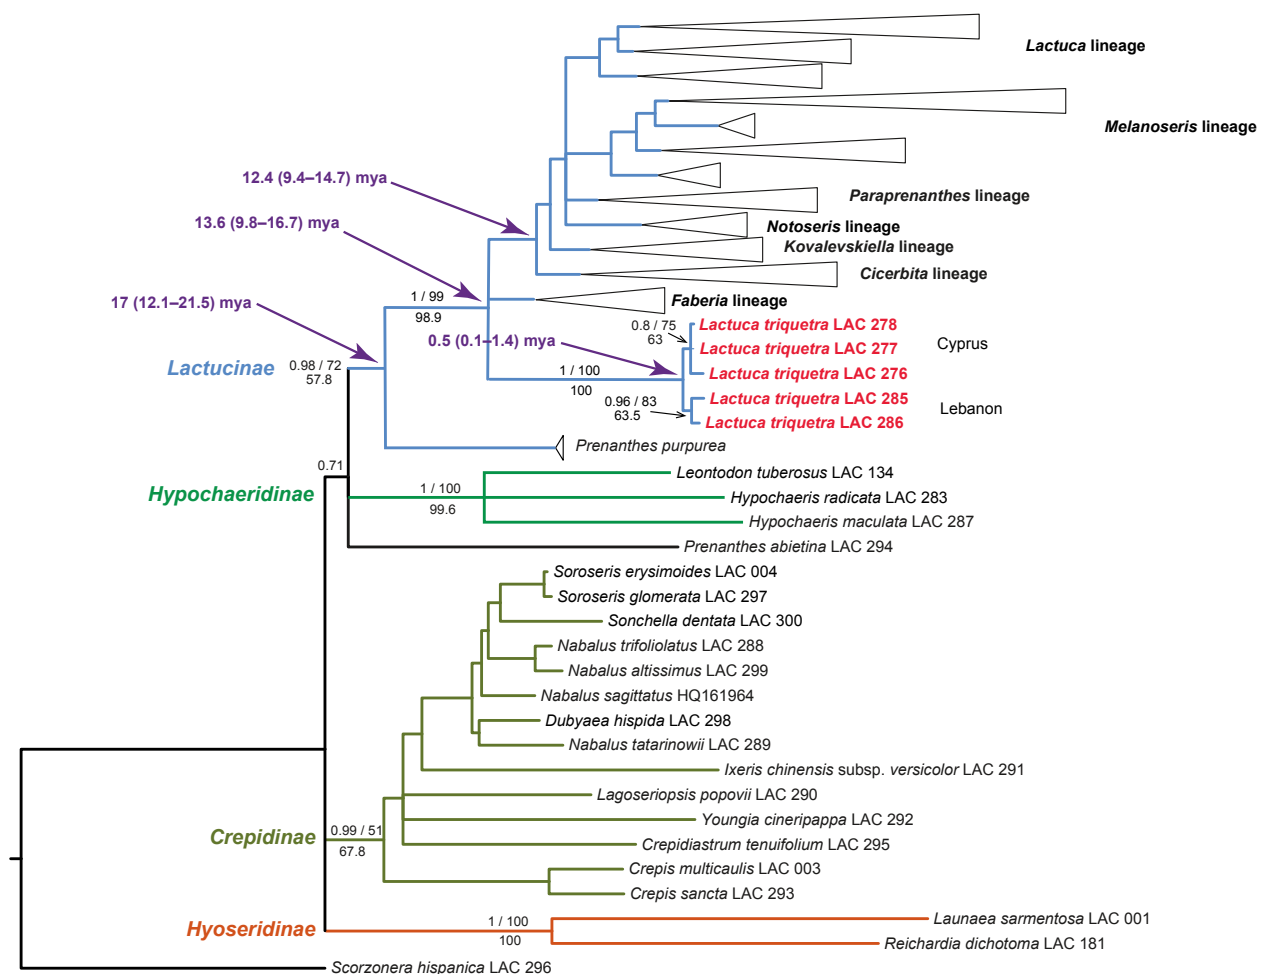 Lactuca lineage
Melanoseris lineage
12.4 (9.4–14.7) mya
Paraprenanthes lineage
13.6 (9.8–16.7) mya
Notoseris lineage
Kovalevskiella lineage
Cicerbita lineage
17 (12.1–21.5) mya
1 / 99
98.9
Faberia lineage
0.8 / 75
63
Lactuca triquetra LAC 278
0.5 (0.1–1.4) mya
Lactuca triquetra LAC 277
Cyprus
Lactucinae
0.98 / 72
57.8
1 / 100
100
Lactuca triquetra LAC 276
0.96 / 83
63.5
Lactuca triquetra LAC 285
Lebanon
Lactuca triquetra LAC 286
Prenanthes purpurea
0.71
Leontodon tuberosus LAC 134
Hypochaeridinae
1 / 100
99.6
Hypochaeris radicata LAC 283
Hypochaeris maculata LAC 287
Prenanthes abietina LAC 294
Soroseris erysimoides LAC 004
Soroseris glomerata LAC 297
Sonchella dentata LAC 300
Nabalus trifoliolatus LAC 288
Nabalus altissimus LAC 299
Nabalus sagittatus HQ161964
Dubyaea hispida LAC 298
Nabalus tatarinowii LAC 289
Ixeris chinensis subsp. versicolor LAC 291
Lagoseriopsis popovii LAC 290
Youngia cineripappa LAC 292
Crepidinae
0.99 / 51
67.8
Crepidiastrum tenuifolium LAC 295
Crepis multicaulis LAC 003
Crepis sancta LAC 293
Launaea sarmentosa LAC 001
Hyoseridinae
1 / 100
100
Reichardia dichotoma LAC 181
Scorzonera hispanica LAC 296